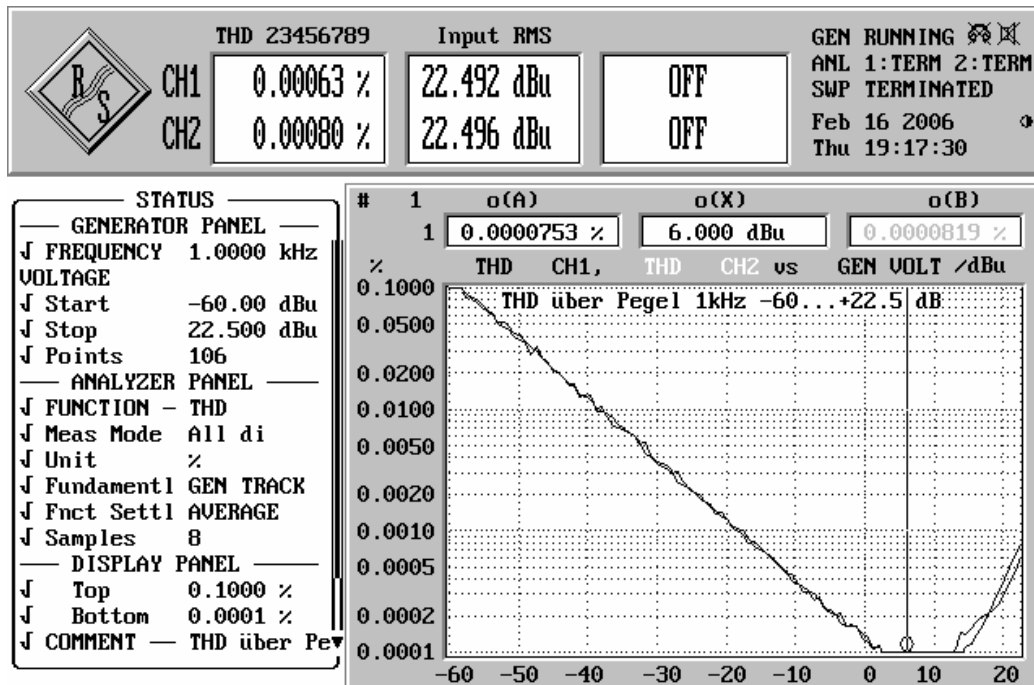 THD 23456789 Input RMS GEN RUNNING
R S CH1 0.00063 % 22.492 dBu OFF ANL 1:TERM 2:TERM
SWP TERMINATED
CH2 0.00080 % 22.496 dBu OFF Feb 16 2006
Thu 19:17:30
STATUS
GENERATOR PANEL
√ FREQUENCY 1.0000 kHz
VOLTAGE
√ Start -60.00 dBu
√ Stop 22.500 dBu
√ Points 106
ANALYZER PANEL
√ FUNCTION - THD
√ Meas Mode All di
√ Unit %
√ Fundamentl GEN TRACK
√ Fnct Settl AVERAGE
√ Samples 8
DISPLAY PANEL
√ Top 0.1000 %
√ Bottom 0.0001 %
√ COMMENT — THD über Pe
# 1 o(A) o(X) o(B)
1 0.0000753 % 6.000 dBu 0.0000819 %
% THD CH1, THD CH2 vs GEN VOLT /dBu
THD über Pegel 1kHz -60...+22.5 dB
0.1000
0.0500
0.0200
0.0100
0.0050
0.0020
0.0010
0.0005
0.0002
0.0001
-60 -50 -40 -30 -20 -10 0 10 20